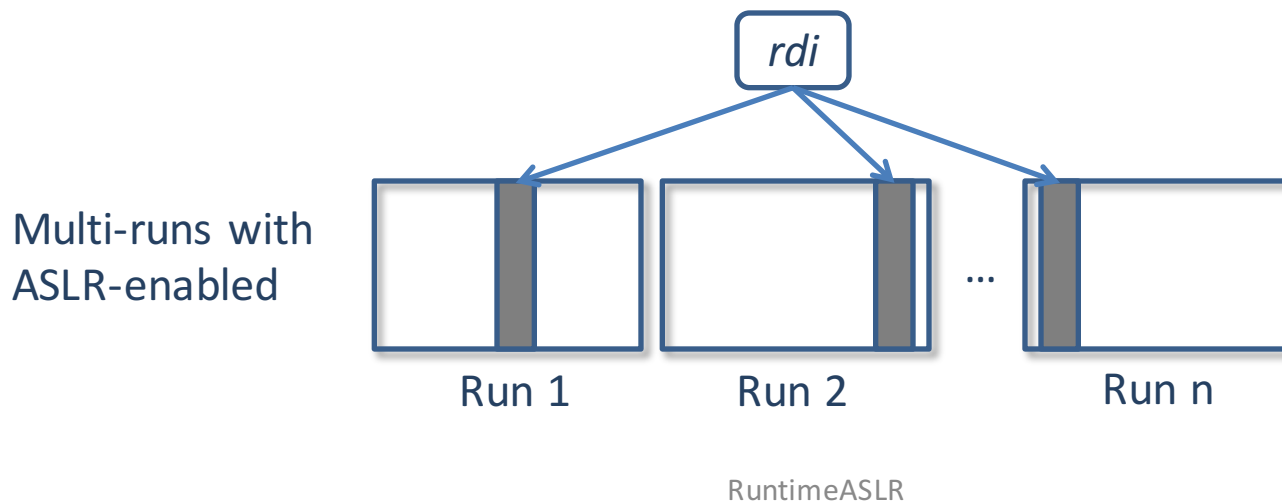 rdi
Multi-runs with
ASLR-enabled
...
Run 1
Run 2
Run n
RuntimeASLR